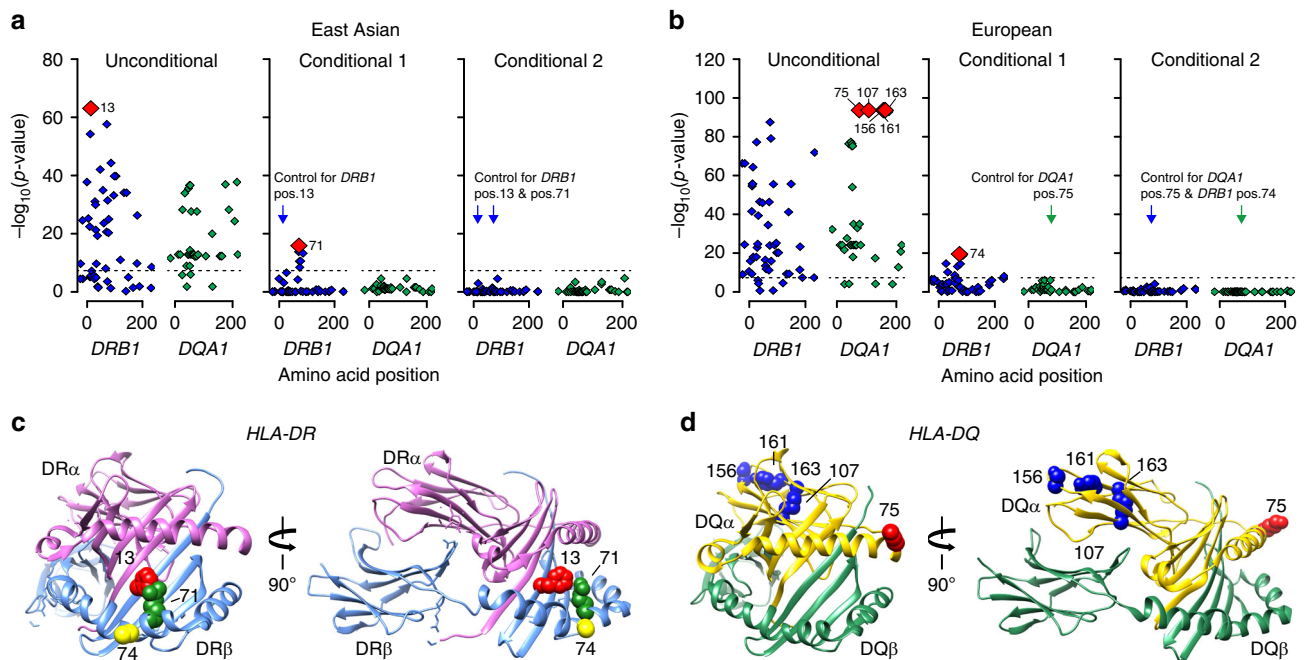 a
East Asian
Unconditional
Conditional 1
Conditional 2
–log10(p-value)
80
60
40
20
0
13
Control for DRB1
pos.13
71
Control for DRB1
pos.13 & pos.71
0 200
0 200
0 200
0 200
0 200
0 200
DRB1
DQA1
DRB1
DQA1
DRB1
DQA1
Amino acid position
b
European
Unconditional
Conditional 1
Conditional 2
–log10(p-value)
120
100
80
60
40
20
0
75 107 163
156 161
Control for DQA1
pos.75
74
Control for DQA1
pos.75 & DRB1 pos.74
0 200
0 200
0 200
0 200
0 200
0 200
DRB1
DQA1
DRB1
DQA1
DRB1
DQA1
Amino acid position
c
HLA-DR
DRα
13
71
74
DRβ
90°
DRα
13
71
74
DRβ
d
HLA-DQ
161
156
163
107
75
DQα
DQβ
90°
161
156
163
75
DQα
107
DQβ